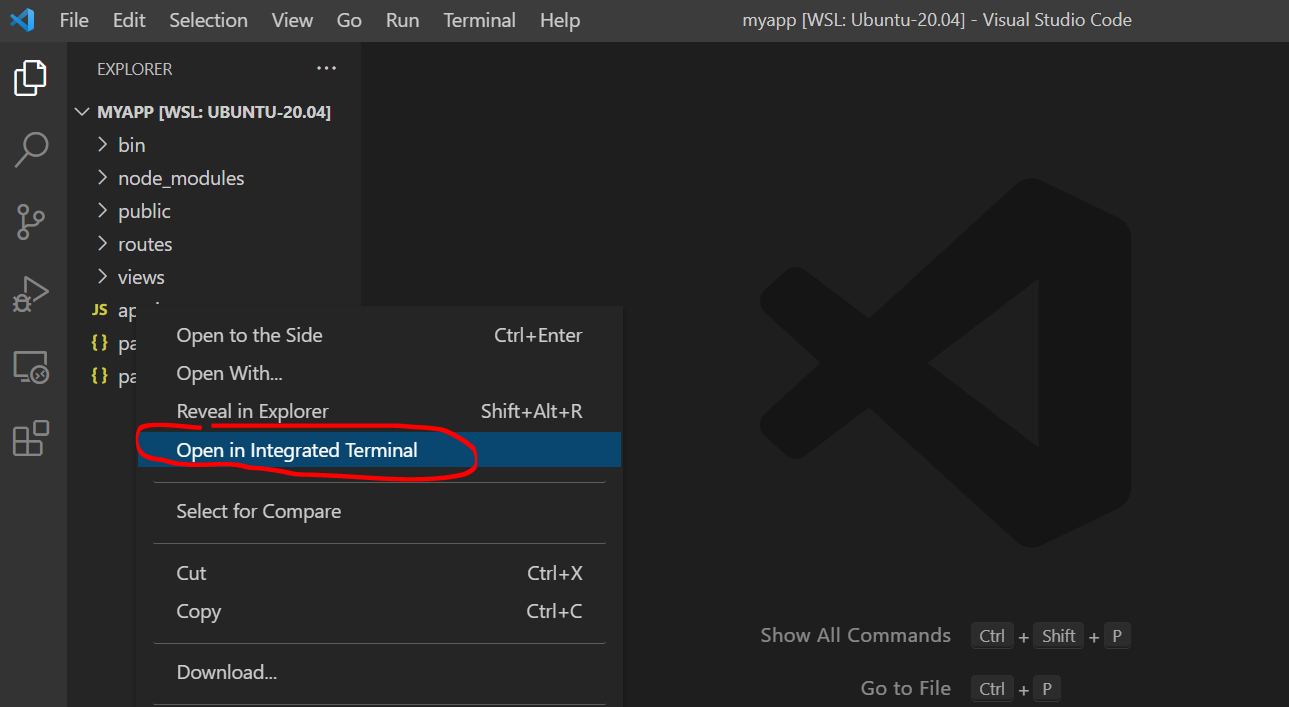 File Edit Selection View Go Run Terminal Help
myapp [WSL: Ubuntu-20.04] - Visual Studio Code
EXPLORER ···
MYAPP [WSL: UBUNTU-20.04]
bin
node_modules
public
routes
views
JS
{} pa
{} pa
Open to the Side Ctrl+Enter
Open With...
Reveal in Explorer Shift+Alt+R
Open in Integrated Terminal
Select for Compare
Cut Ctrl+X
Copy Ctrl+C
Download...
Show All Commands Ctrl + Shift + P
Go to File Ctrl + P